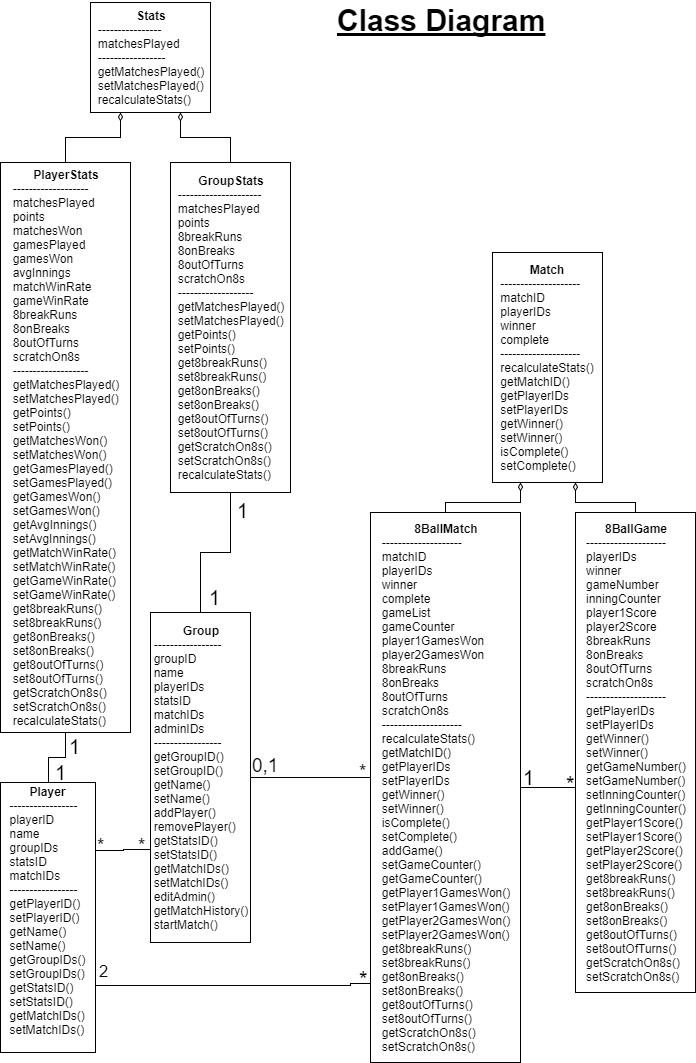 Class Diagram
Stats
----------------
matchesPlayed
-----------------
getMatchesPlayed()
setMatchesPlayed()
recalculateStats()
PlayerStats
-------------------
matchesPlayed
points
matchesWon
gamesPlayed
gamesWon
avgInnings
matchWinRate
gameWinRate
8breakRuns
8onBreaks
8outOfTurns
scratchOn8s
-------------------
getMatchesPlayed()
setMatchesPlayed()
getPoints()
setPoints()
getMatchesWon()
setMatchesWon()
getGamesPlayed()
setGamesPlayed()
getGamesWon()
setGamesWon()
getAvgInnings()
setAvgInnings()
getMatchWinRate()
setMatchWinRate()
getGameWinRate()
setGameWinRate()
get8breakRuns()
set8breakRuns()
get8onBreaks()
set8onBreaks()
get8outOfTurns()
set8outOfTurns()
getScratchOn8s()
setScratchOn8s()
recalculateStats()
GroupStats
---------------------
matchesPlayed
points
8breakRuns
8onBreaks
8outOfTurns
scratchOn8s
-------------------
getMatchesPlayed()
setMatchesPlayed()
getPoints()
setPoints()
get8breakRuns()
set8breakRuns()
get8onBreaks()
set8onBreaks()
get8outOfTurns()
set8outOfTurns()
getScratchOn8s()
setScratchOn8s()
recalculateStats()
1
1
Match
--------------------
matchID
playerIDs
winner
complete
--------------------
recalculateStats()
getMatchID()
getPlayerIDs
setPlayerIDs
getWinner()
setWinner()
isComplete()
setComplete()
Group
-----------------
groupID
name
playerIDs
statsID
matchIDs
adminIDs
-----------------
getGroupID()
setGroupID()
getName()
setName()
addPlayer()
removePlayer()
getStatsID()
setStatsID()
getMatchIDs()
setMatchIDs()
editAdmin()
getMatchHistory()
startMatch()
0,1
*
8BallMatch
--------------------
matchID
playerIDs
winner
complete
gameList
gameCounter
player1GamesWon
player2GamesWon
8breakRuns
8onBreaks
8outOfTurns
scratchOn8s
--------------------
recalculateStats()
getMatchID()
getPlayerIDs
setPlayerIDs
getWinner()
setWinner()
isComplete()
setComplete()
addGame()
setGameCounter()
getGameCounter()
getPlayer1GamesWon()
setPlayer1GamesWon()
getPlayer2GamesWon()
setPlayer2GamesWon()
get8breakRuns()
set8breakRuns()
get8onBreaks()
set8onBreaks()
get8outOfTurns()
set8outOfTurns()
getScratchOn8s()
setScratchOn8s()
1
*
8BallGame
--------------------
playerIDs
winner
gameNumber
inningCounter
player1Score
player2Score
8breakRuns
8onBreaks
8outOfTurns
scratchOn8s
--------------------
getPlayerIDs
setPlayerIDs
getWinner()
setWinner()
getGameNumber()
setGameNumber()
setInningCounter()
getInningCounter()
getPlayer1Score()
setPlayer1Score()
getPlayer2Score()
setPlayer2Score()
get8breakRuns()
set8breakRuns()
get8onBreaks()
set8onBreaks()
get8outOfTurns()
set8outOfTurns()
getScratchOn8s()
setScratchOn8s()
1
1
Player
-----------------
playerID
name
groupIDs
statsID
matchIDs
-----------------
getPlayerID()
setPlayerID()
getName()
setName()
getGroupIDs()
setGroupIDs()
getStatsID()
setStatsID()
getMatchIDs()
setMatchIDs()
*
*
2
*